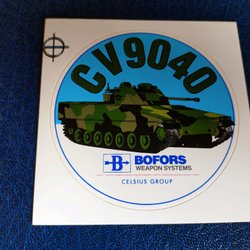 CV9040
B
BOFORS
WEAPON SYSTEMS
CELSIUS GROUP